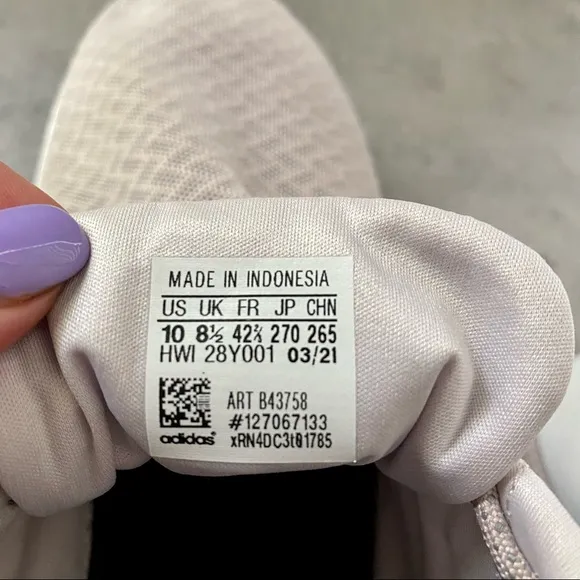 MADE IN INDONESIA
US UK FR JP CHN
10 8½ 42⅔ 270 265
HWI 28Y001 03/21
ART B43758
#127067133
adidas® xRN4DC3t01785